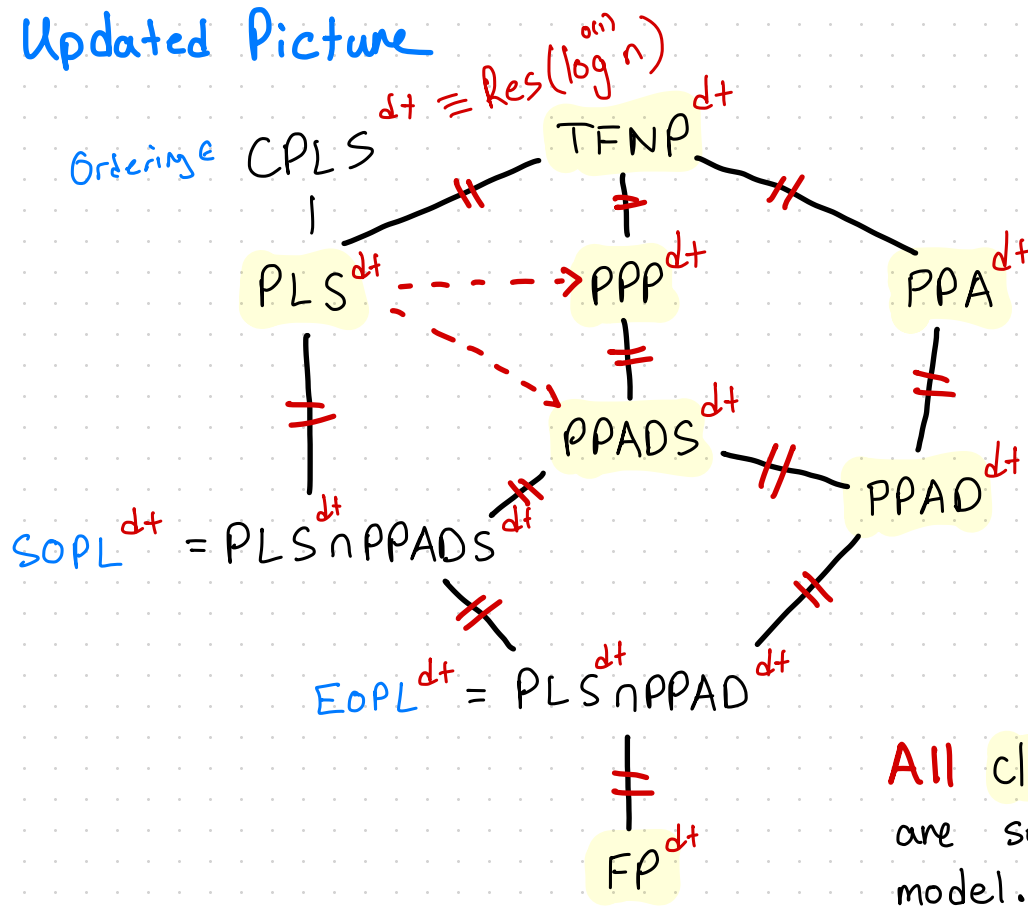 Updated Picture
Ordering ∈ CPLS^dt ≡ Res(log^O(1) n)
TFNP^dt
PLS^dt
PPP^dt
PPA^dt
PPADS^dt
PPAD^dt
SOPL^dt = PLS^dt ∩ PPADS^dt
EOPL^dt = PLS^dt ∩ PPAD^dt
FP^dt
All cl
are
model.